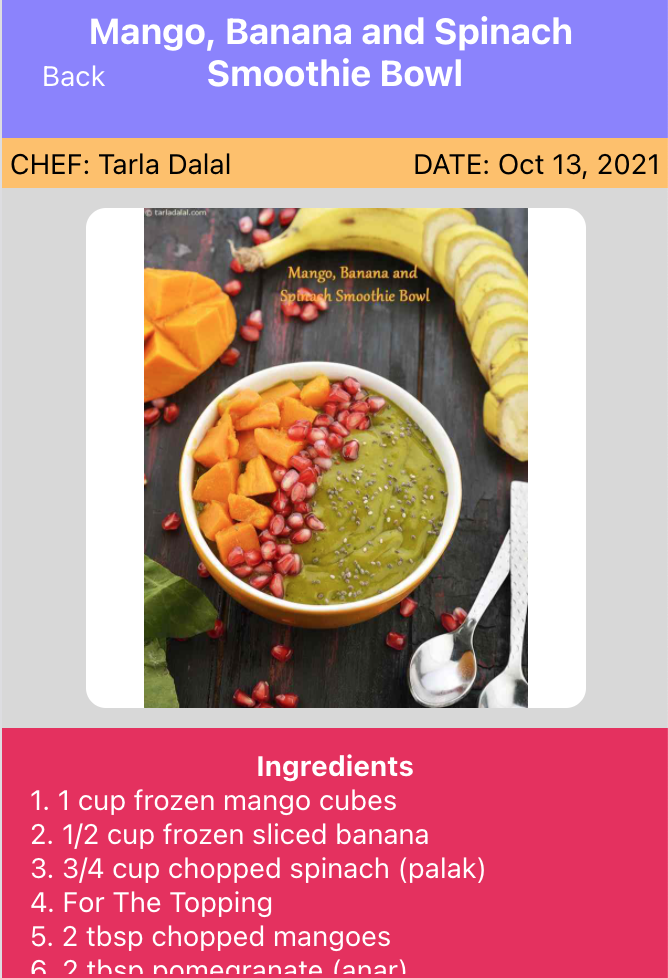 Mango, Banana and Spinach
Smoothie Bowl
Back
CHEF: Tarla Dalal
DATE: Oct 13, 2021
© tarladalal.com
Mango, Banana and
Spinach Smoothie Bowl
Ingredients
1. 1 cup frozen mango cubes
2. 1/2 cup frozen sliced banana
3. 3/4 cup chopped spinach (palak)
4. For The Topping
5. 2 tbsp chopped mangoes
6. 2 tbsp pomegranate (anar)